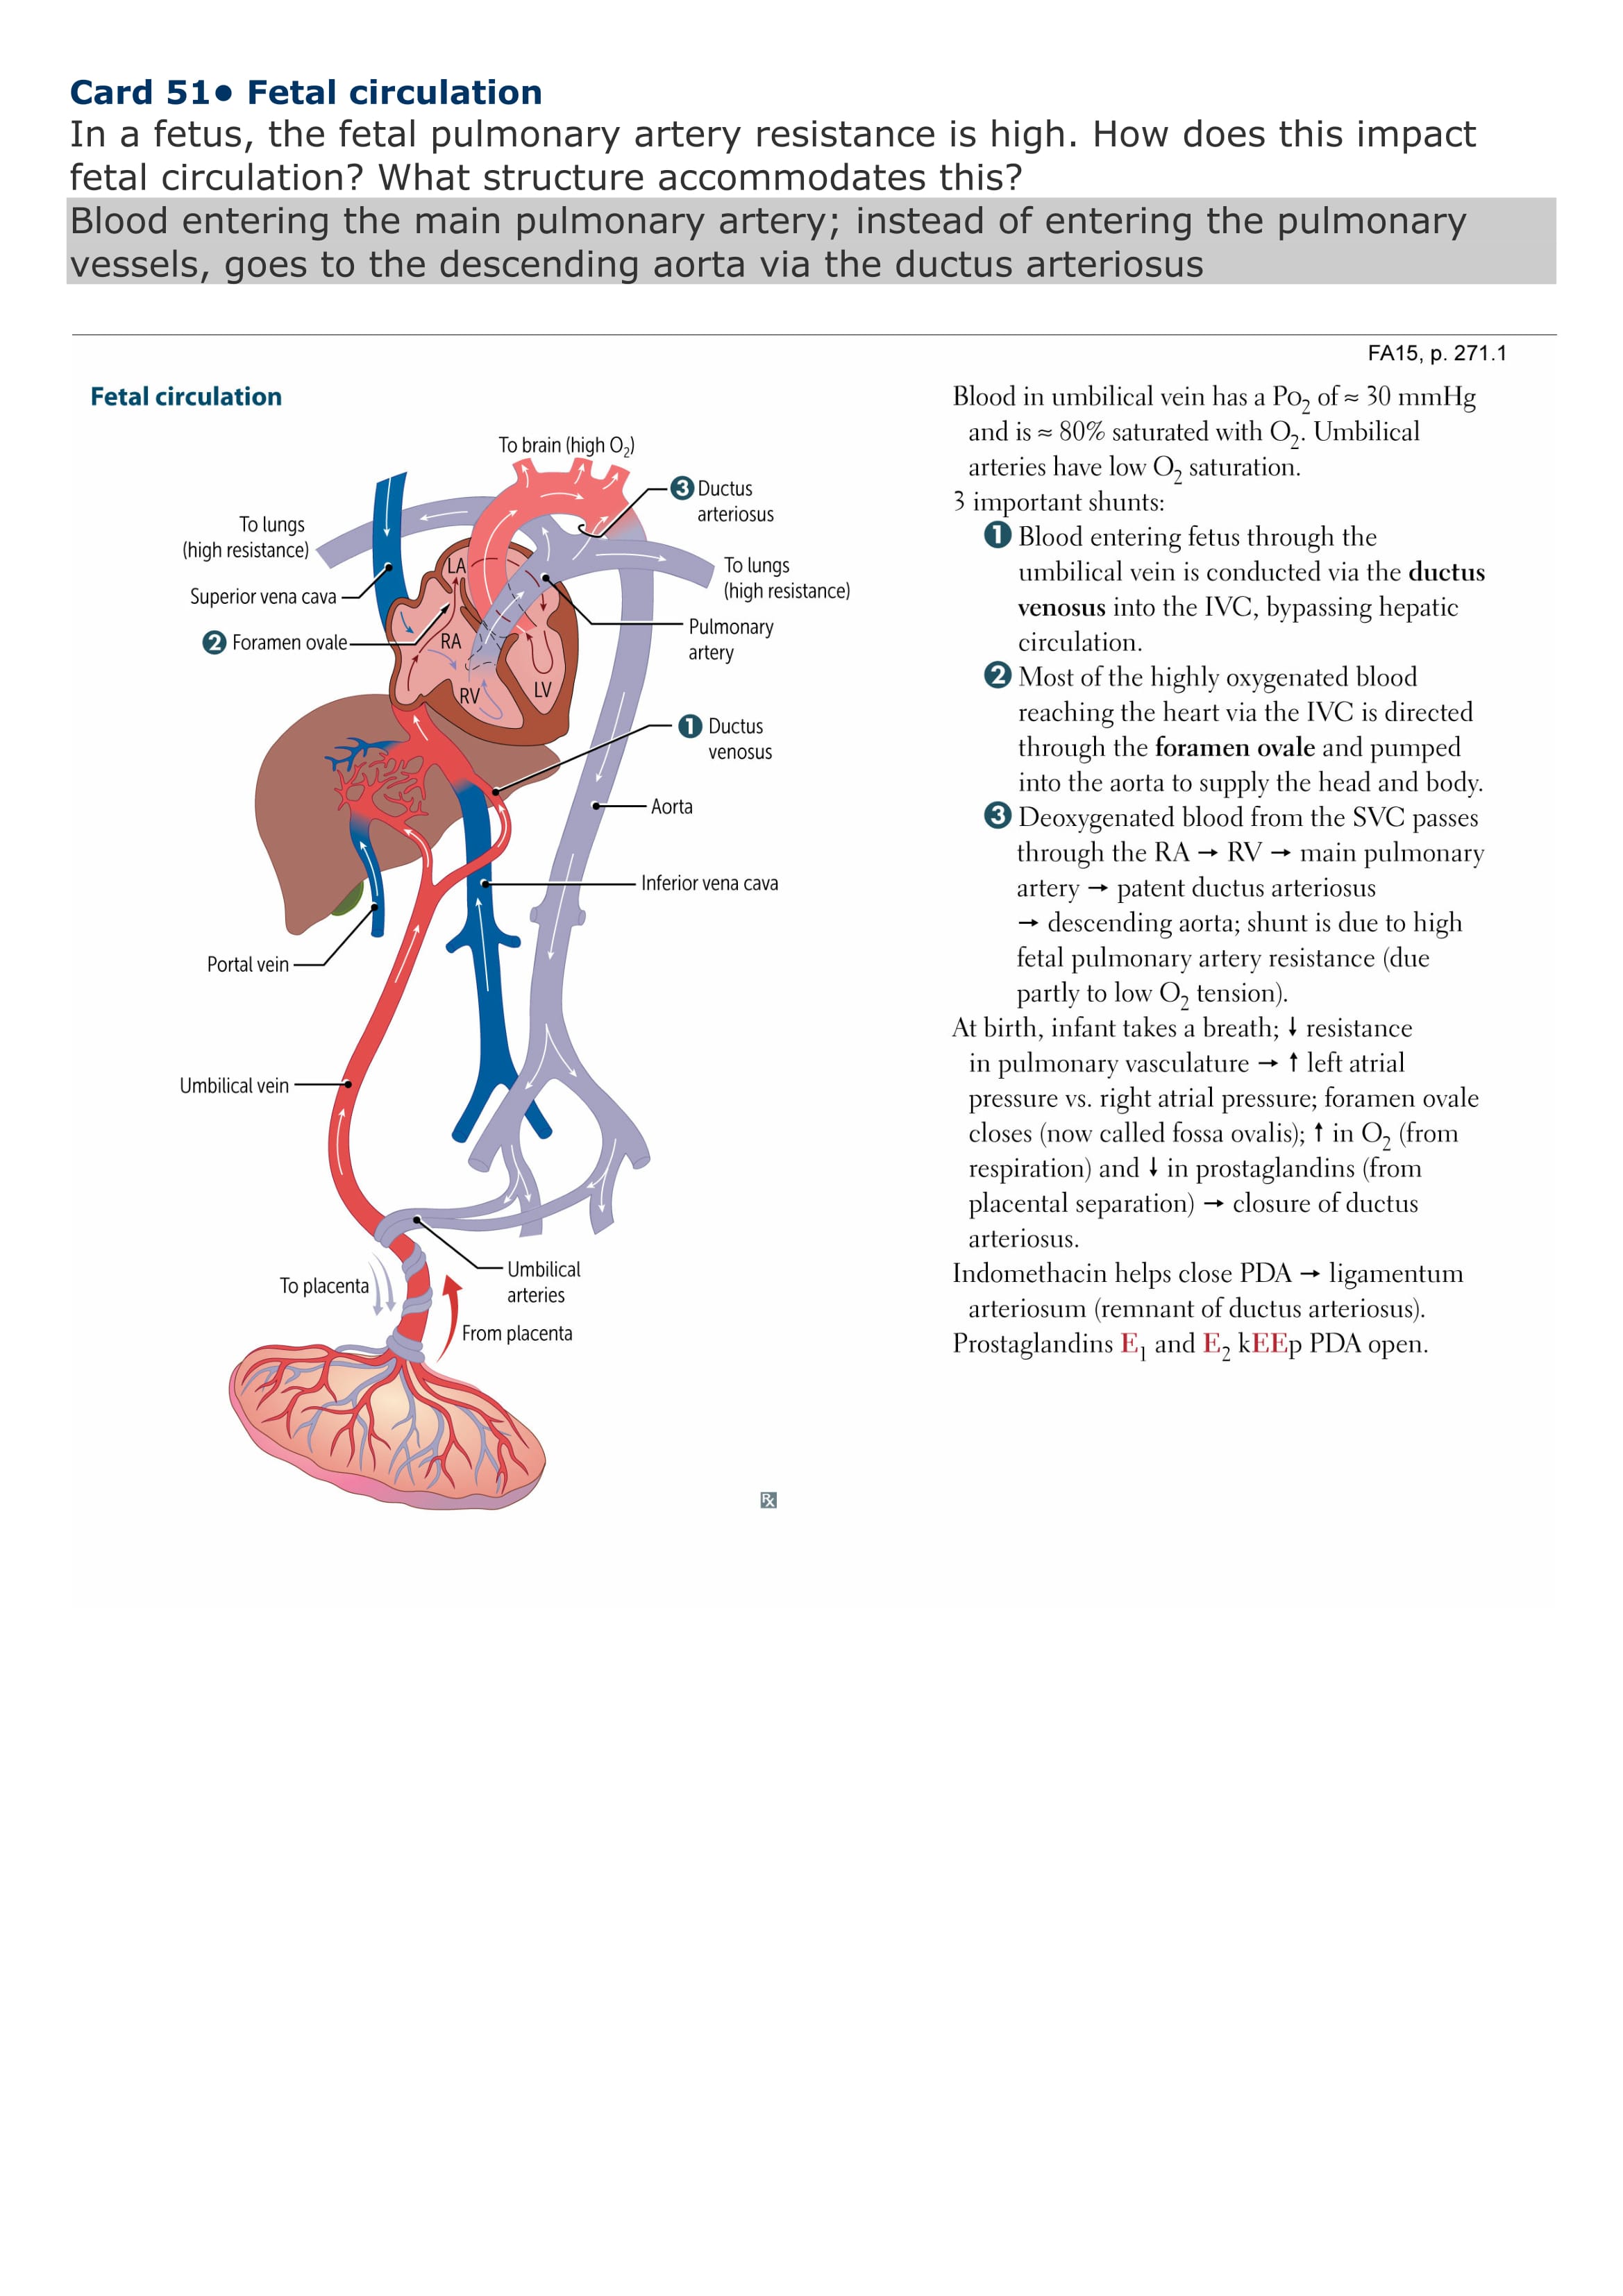 Card 51● Fetal circulation
In a fetus, the fetal pulmonary artery resistance is high. How does this impact
fetal circulation? What structure accommodates this?
Blood entering the main pulmonary artery; instead of entering the pulmonary
vessels, goes to the descending aorta via the ductus arteriosus
FA15, p. 271.1
Fetal circulation
To brain (high O₂)
3 Ductus
arteriosus
To lungs
(high resistance)
To lungs
(high resistance)
LA
Superior vena cava
Pulmonary
artery
2 Foramen ovale
RA
RV
LV
1 Ductus
venosus
Aorta
Inferior vena cava
Portal vein
Umbilical vein
Umbilical
arteries
To placenta
From placenta
Rx
Blood in umbilical vein has a Po₂ of ≈ 30 mmHg
and is ≈ 80% saturated with O₂. Umbilical
arteries have low O₂ saturation.
3 important shunts:
1 Blood entering fetus through the
umbilical vein is conducted via the ductus
venosus into the IVC, bypassing hepatic
circulation.
2 Most of the highly oxygenated blood
reaching the heart via the IVC is directed
through the foramen ovale and pumped
into the aorta to supply the head and body.
3 Deoxygenated blood from the SVC passes
through the RA → RV → main pulmonary
artery → patent ductus arteriosus
→ descending aorta; shunt is due to high
fetal pulmonary artery resistance (due
partly to low O₂ tension).
At birth, infant takes a breath; ↓ resistance
in pulmonary vasculature → ↑ left atrial
pressure vs. right atrial pressure; foramen ovale
closes (now called fossa ovalis); ↑ in O₂ (from
respiration) and ↓ in prostaglandins (from
placental separation) → closure of ductus
arteriosus.
Indomethacin helps close PDA → ligamentum
arteriosum (remnant of ductus arteriosus).
Prostaglandins E₁ and E₂ kEEp PDA open.